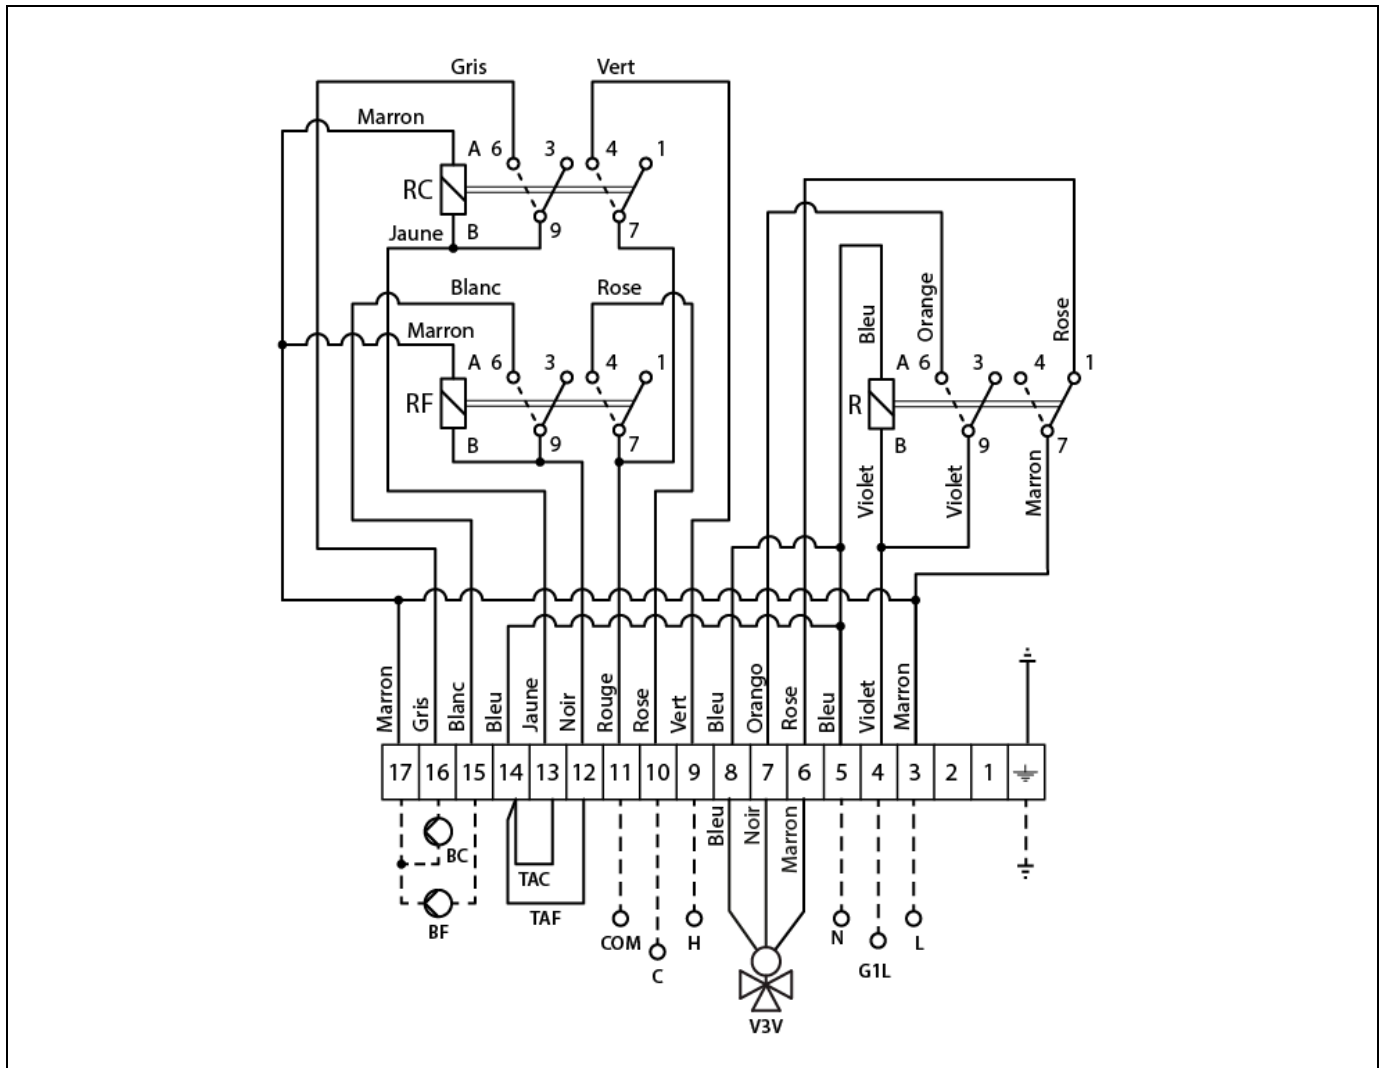 Gris Vert
Marron
A 6 3 4 1
RC
Jaune B 9 7
Blanc Rose
Marron
A 6 3 4 1
RF
B 9 7
Bleu Orange Rose
A 6 3 4 1
R
B 9 7
Violet Violet Marron
Marron Gris Blanc Bleu Jaune Noir Rouge Rose Vert Bleu Orango Rose Bleu Violet Marron
17 16 15 14 13 12 11 10 9 8 7 6 5 4 3 2 1
Bleu Noir Marron
BC
TAC
TAF
BF
COM H N L
C G1L
V3V